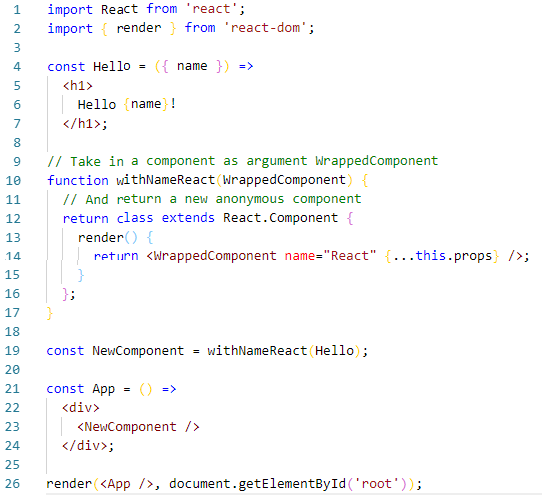 1 import React from 'react';
2 import { render } from 'react-dom';
3
4 const Hello = ({ name }) =>
5 <h1>
6 Hello {name}!
7 </h1>;
8
9 // Take in a component as argument WrappedComponent
10 function withNameReact(WrappedComponent) {
11 // And return a new anonymous component
12 return class extends React.Component {
13 render() {
14 return <WrappedComponent name="React" {...this.props} />;
15 }
16 };
17 }
18
19 const NewComponent = withNameReact(Hello);
20
21 const App = () =>
22 <div>
23 <NewComponent />
24 </div>;
25
26 render(<App />, document.getElementById('root'));